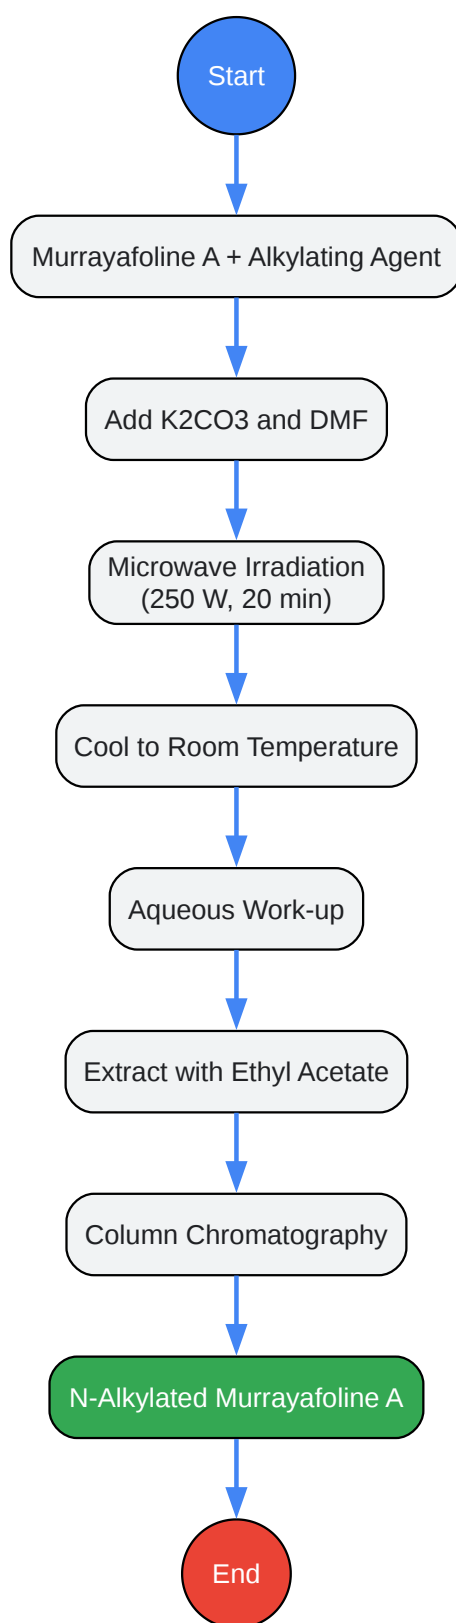 Start
Murrayafoline A + Alkylating Agent
Add K2CO3 and DMF
Microwave Irradiation
(250 W, 20 min)
Cool to Room Temperature
Aqueous Work-up
Extract with Ethyl Acetate
Column Chromatography
N-Alkylated Murrayafoline A
End